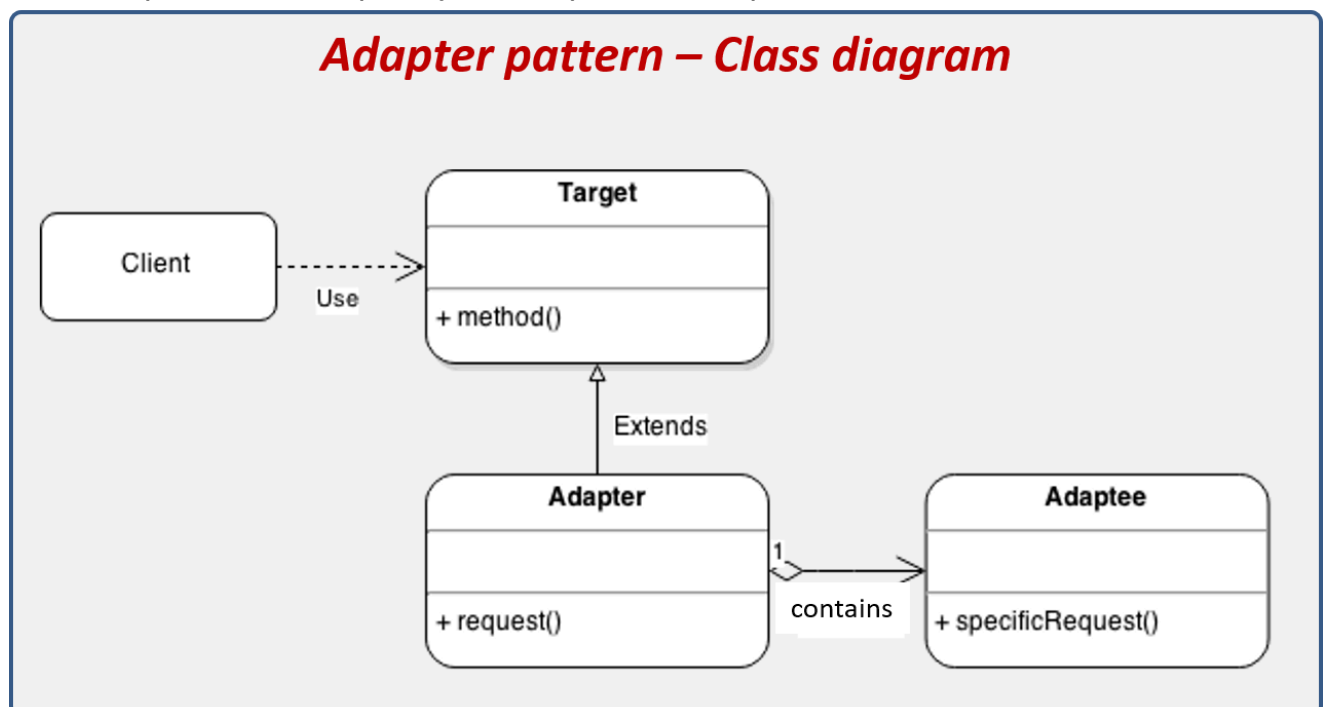 Adapter pattern – Class diagram
Target
Client
Use
+ method()
Extends
Adapter
Adaptee
1
contains
+ request()
+ specificRequest()